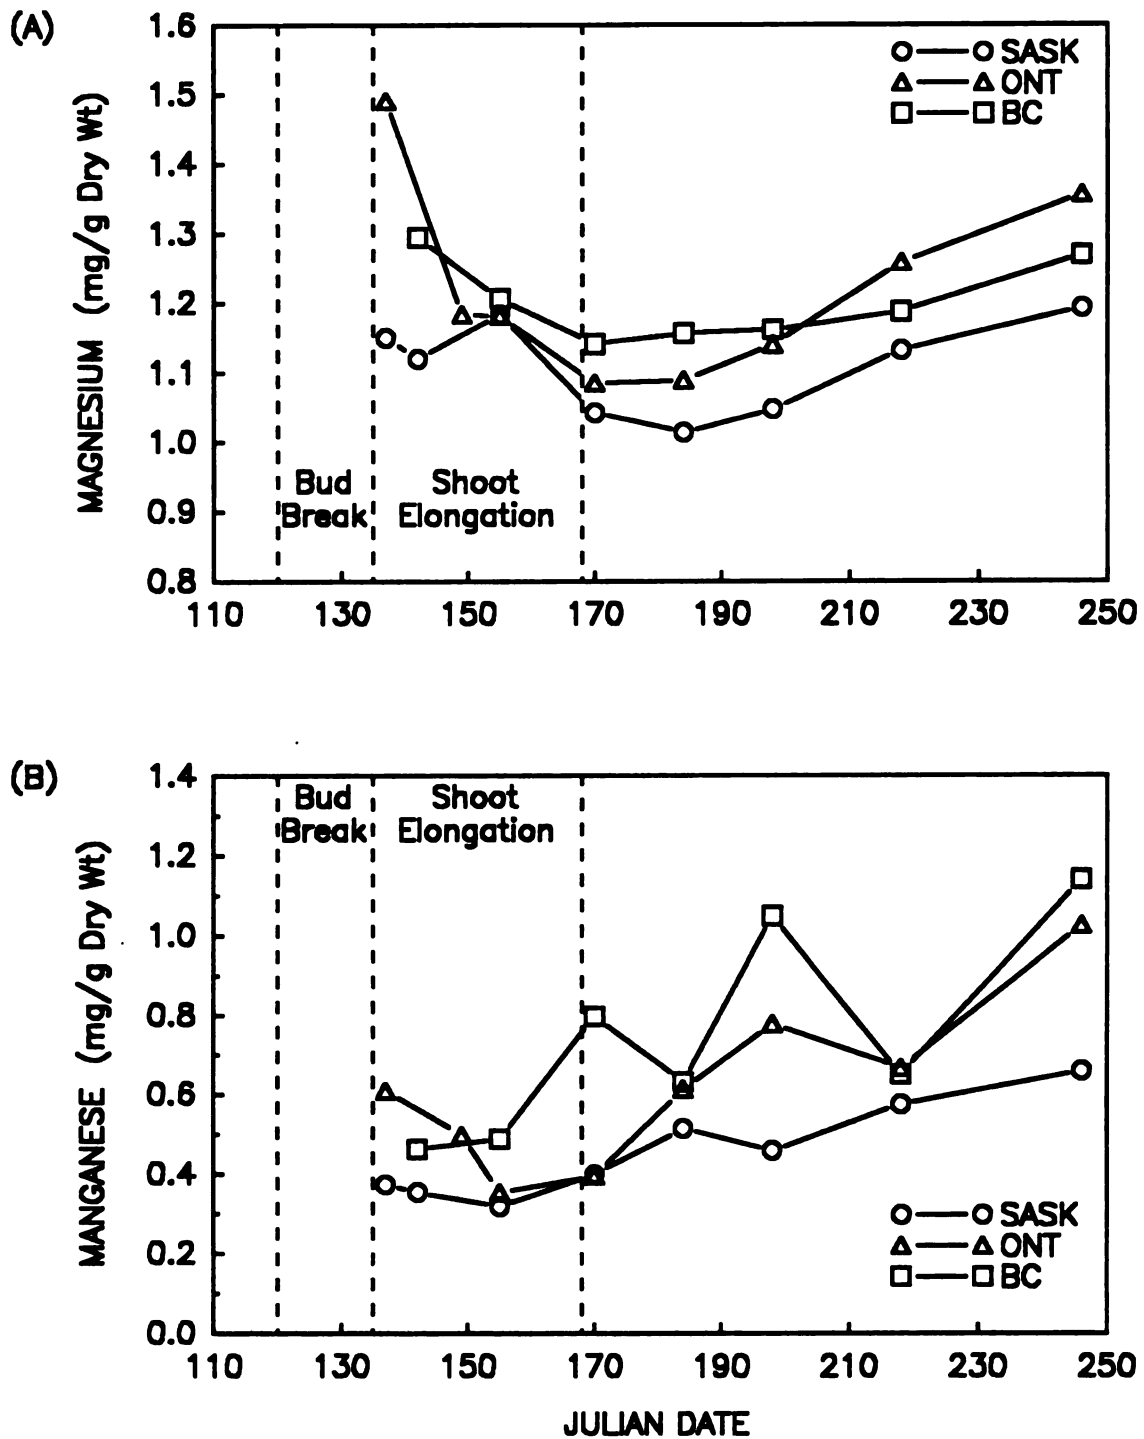 (A)
MAGNESIUM (mg/g Dry Wt)
1.6
1.5
1.4
1.3
1.2
1.1
1.0
0.9
0.8
SASK
ONT
BC
Bud
Break
Shoot
Elongation
110 130 150 170 190 210 230 250
(B)
MANGANESE (mg/g Dry Wt)
1.4
1.2
1.0
0.8
0.6
0.4
0.2
0.0
Bud
Break
Shoot
Elongation
SASK
ONT
BC
110 130 150 170 190 210 230 250
JULIAN DATE